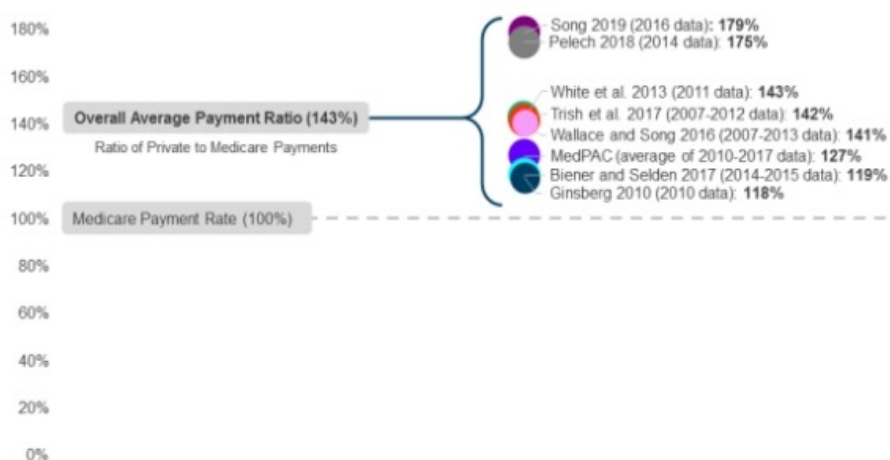 180%
160%
140%
120%
100%
80%
60%
40%
20%
0%
Overall Average Payment Ratio (143%)
Ratio of Private to Medicare Payments
Medicare Payment Rate (100%)
Song 2019 (2016 data): 179%
Pelech 2018 (2014 data): 175%
White et al. 2013 (2011 data): 143%
Trish et al. 2017 (2007-2012 data): 142%
Wallace and Song 2016 (2007-2013 data): 141%
MedPAC (average of 2010-2017 data): 127%
Biener and Selden 2017 (2014-2015 data): 119%
Ginsberg 2010 (2010 data): 118%